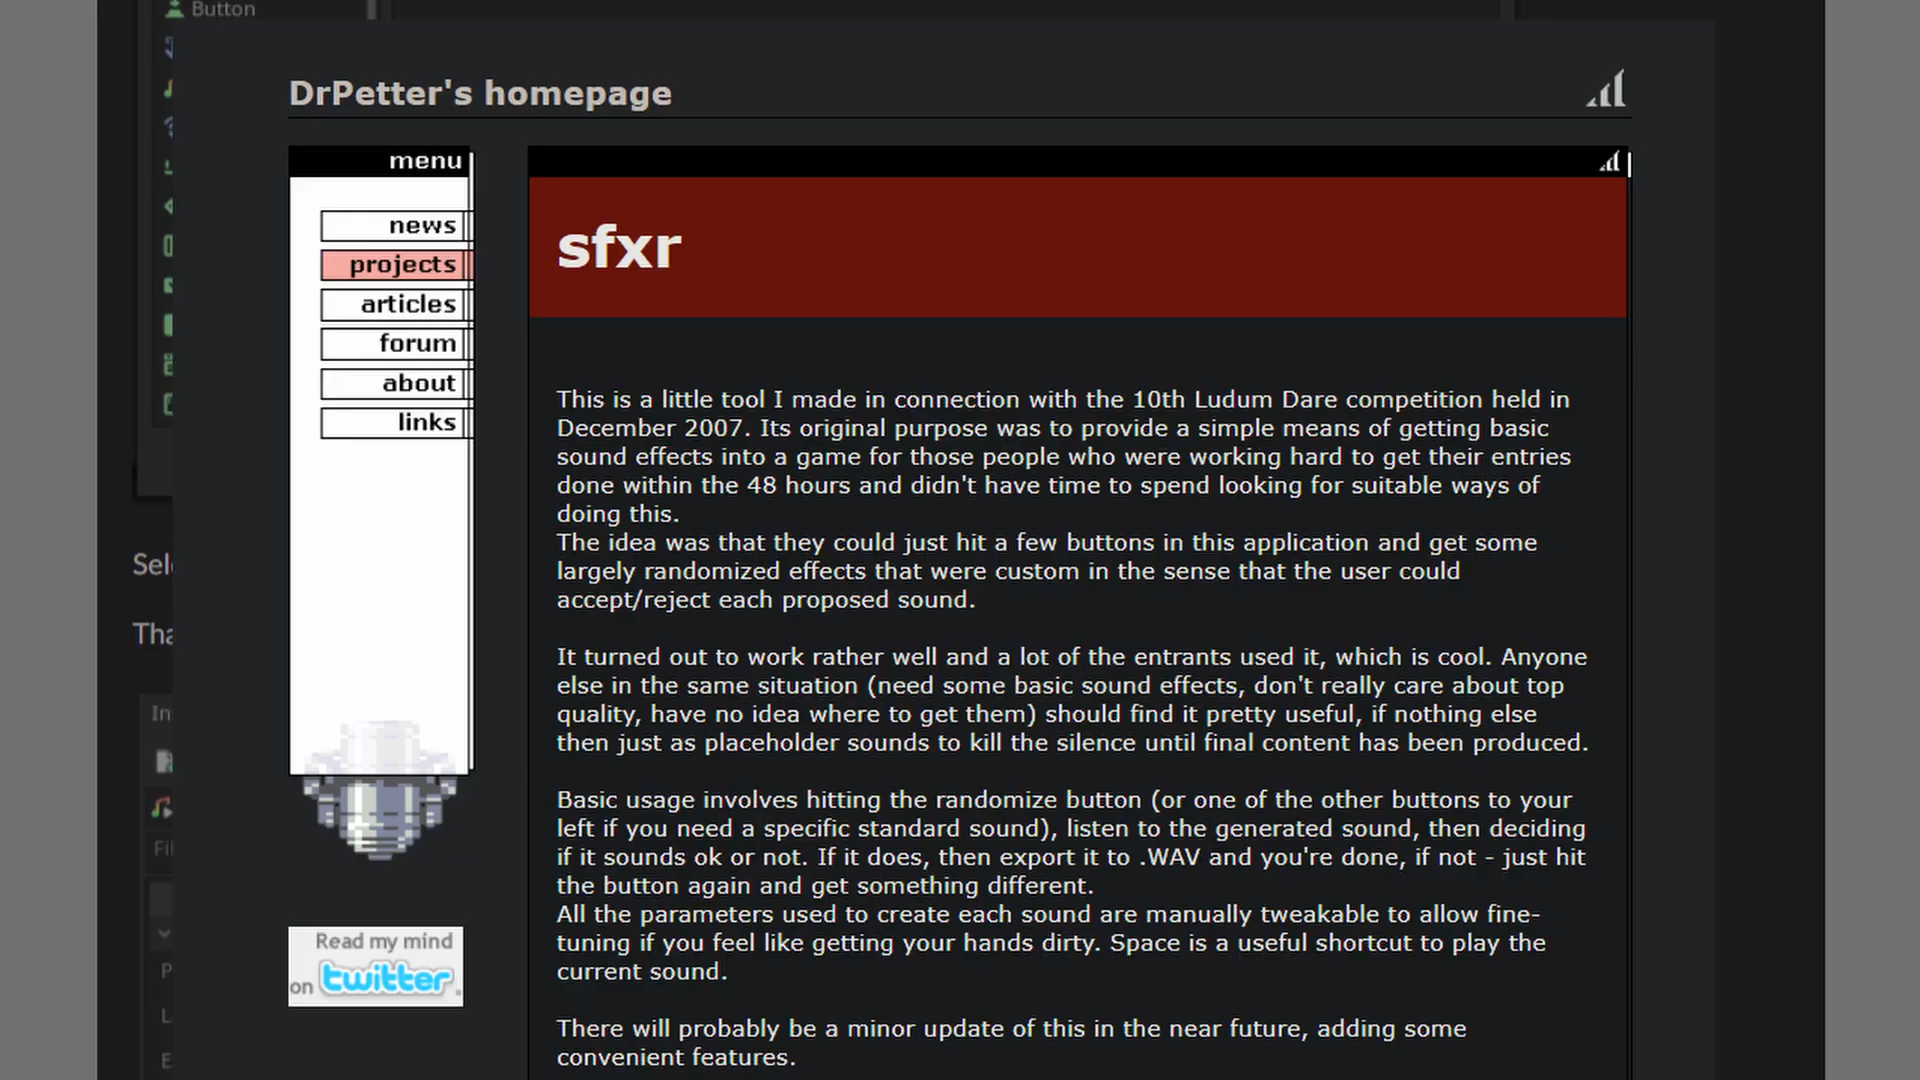 Button
DrPetter's homepage
menu
news
projects
articles
forum
about
links
sfxr
This is a little tool I made in connection with the 10th Ludum Dare competition held in
December 2007. Its original purpose was to provide a simple means of getting basic
sound effects into a game for those people who were working hard to get their entries
done within the 48 hours and didn't have time to spend looking for suitable ways of
doing this.
The idea was that they could just hit a few buttons in this application and get some
largely randomized effects that were custom in the sense that the user could
accept/reject each proposed sound.
It turned out to work rather well and a lot of the entrants used it, which is cool. Anyone
else in the same situation (need some basic sound effects, don't really care about top
quality, have no idea where to get them) should find it pretty useful, if nothing else
then just as placeholder sounds to kill the silence until final content has been produced.
Basic usage involves hitting the randomize button (or one of the other buttons to your
left if you need a specific standard sound), listen to the generated sound, then deciding
if it sounds ok or not. If it does, then export it to .WAV and you're done, if not - just hit
the button again and get something different.
All the parameters used to create each sound are manually tweakable to allow fine-
tuning if you feel like getting your hands dirty. Space is a useful shortcut to play the
current sound.
There will probably be a minor update of this in the near future, adding some
convenient features.
Read my mind
on twitter.